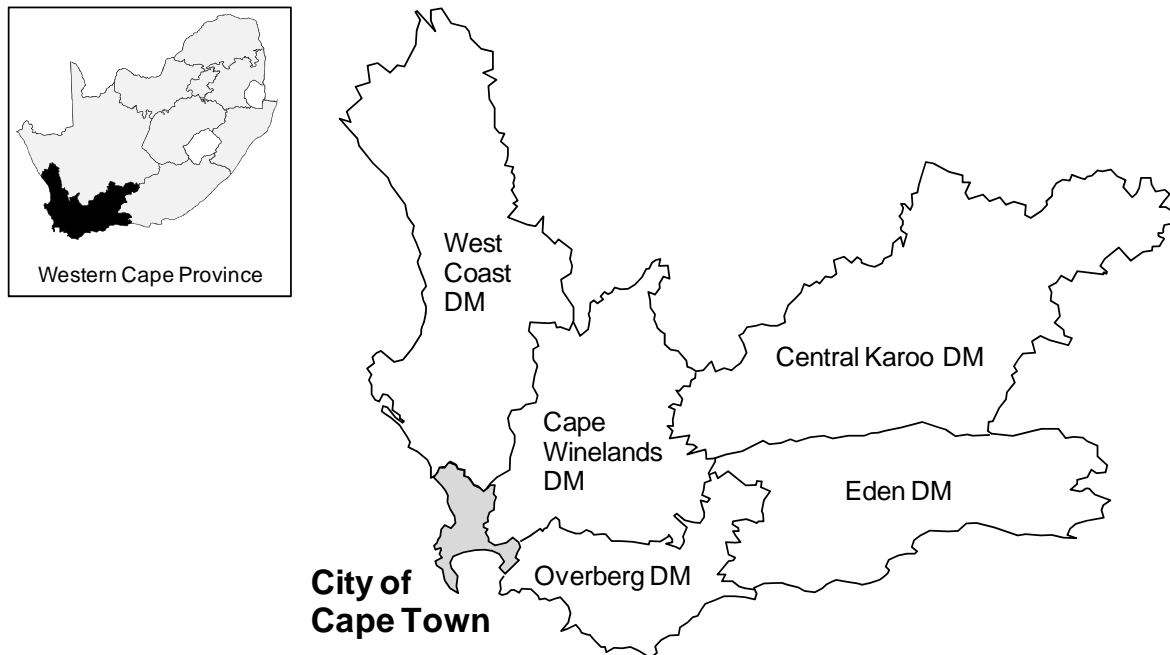 Western Cape Province
West
Coast
DM
Central Karoo DM
Cape
Winelands
DM
Eden DM
Overberg DM
City of
Cape Town